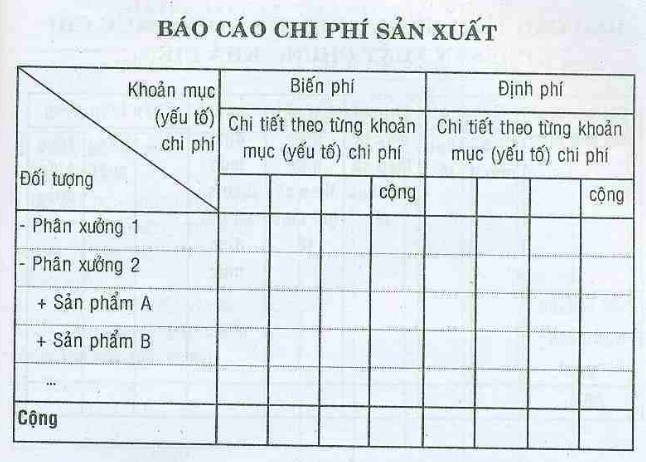 BÁO CÁO CHI PHÍ SẢN XUẤT
Khoản mục
(yếu tố)
chi phí
Đối tượng
Biến phí
Định phí
Chi tiết theo từng khoản
mục (yếu tố) chi phí
Chi tiết theo từng khoản
mục (yếu tố) chi phí
cộng
cộng
- Phân xưởng 1
- Phân xưởng 2
+ Sản phẩm A
+ Sản phẩm B
...
Cộng